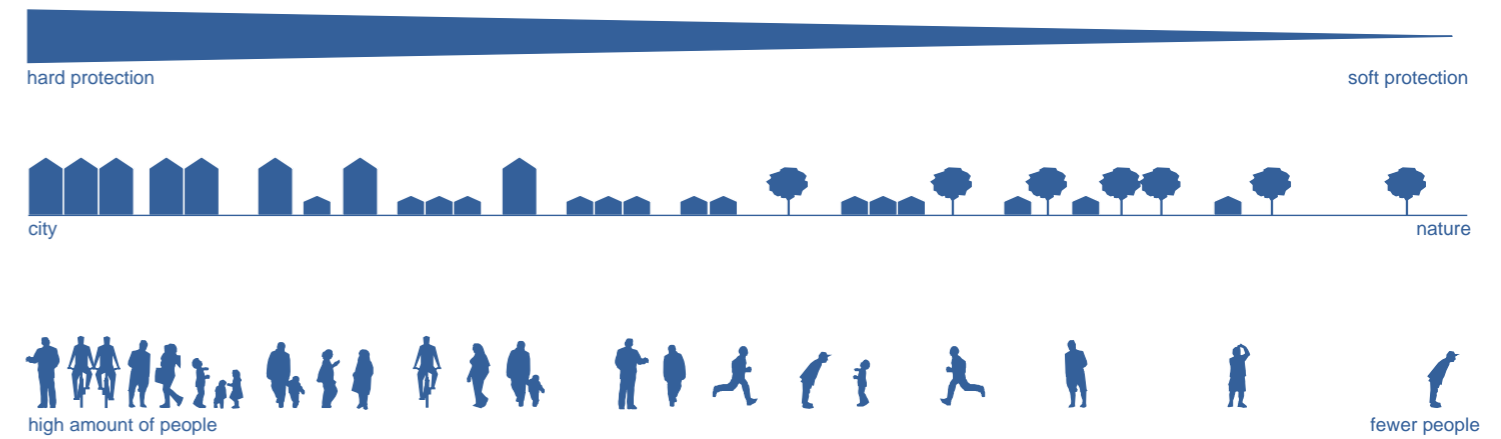 hard protection
soft protection
city
nature
high amount of people
fewer people